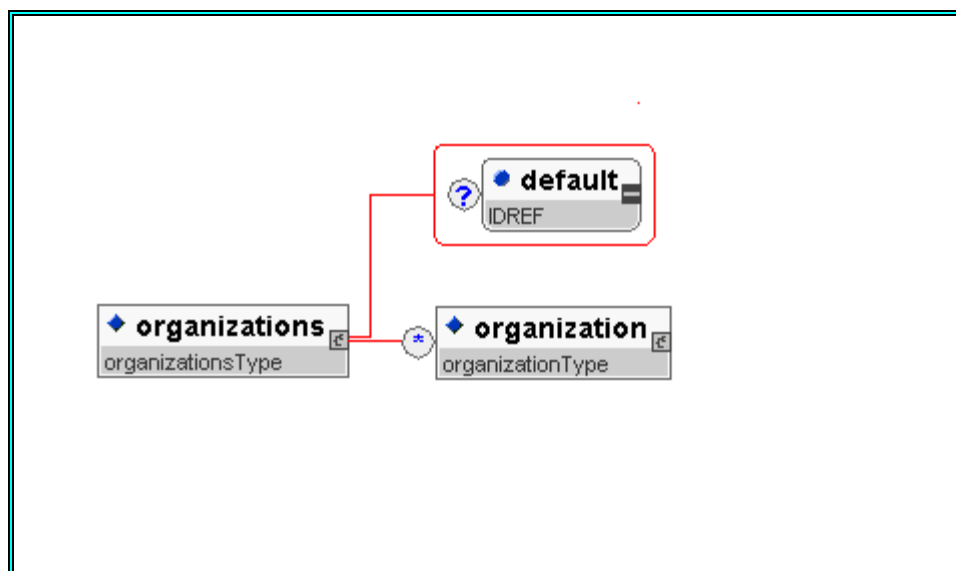 default
?
IDREF
organizations
organizationsType
*
organization
organizationType